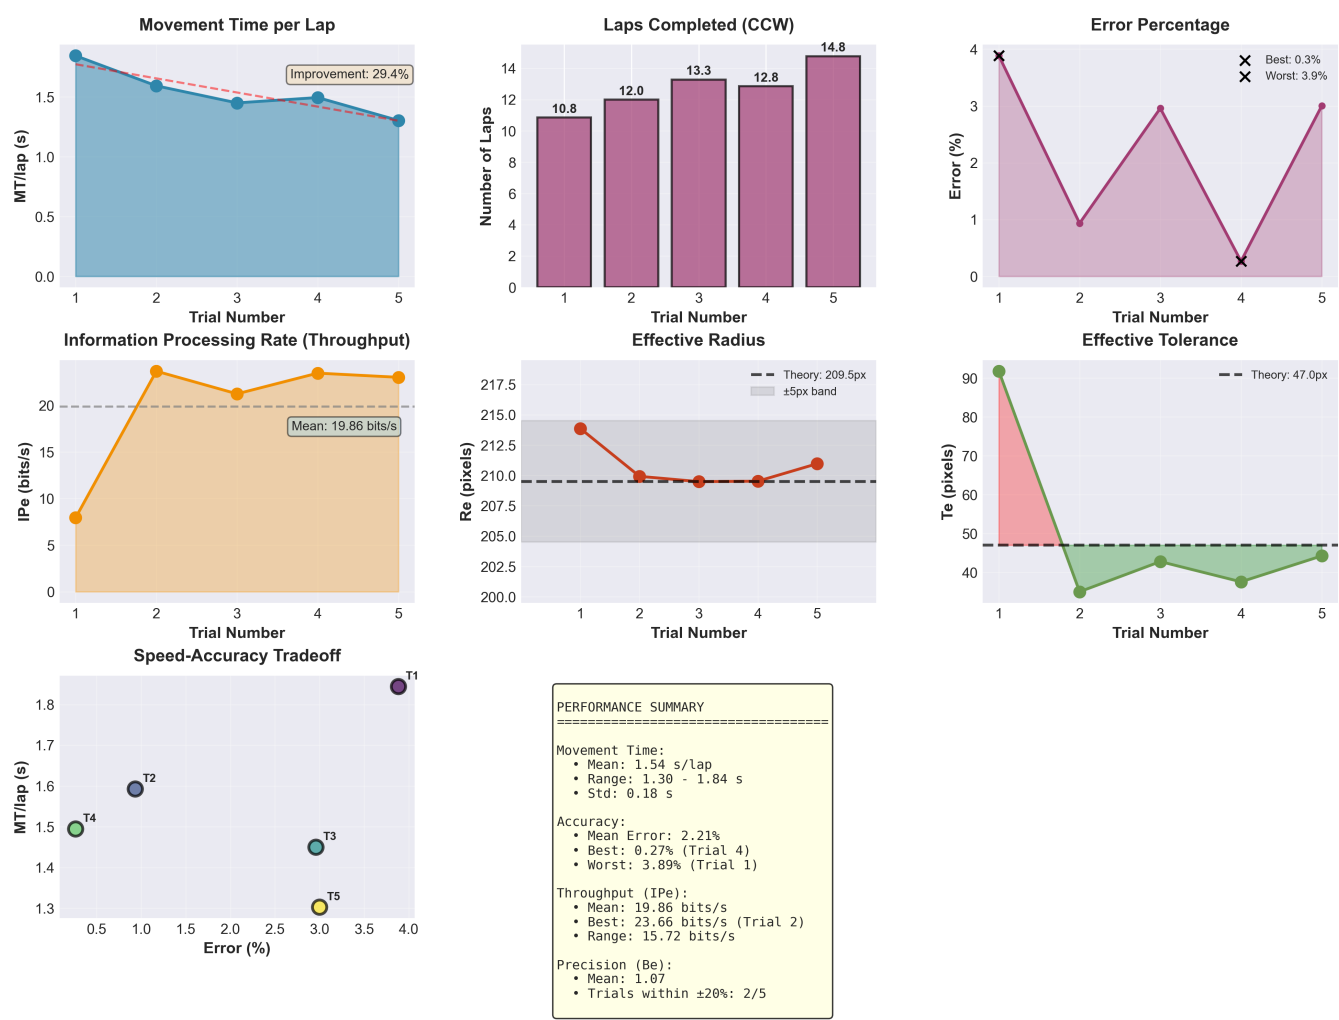 Movement Time per Lap
MT/lap (s)
1.5
1.0
0.5
0.0
Improvement: 29.4%
1 2 3 4 5
Trial Number
Laps Completed (CCW)
Number of Laps
14
12
10
8
6
4
2
0
10.8
12.0
13.3
12.8
14.8
1 2 3 4 5
Trial Number
Error Percentage
Error (%)
4
3
2
1
0
Best: 0.3%
Worst: 3.9%
1 2 3 4 5
Trial Number
Information Processing Rate (Throughput)
IPe (bits/s)
20
15
10
5
0
Mean: 19.86 bits/s
1 2 3 4 5
Trial Number
Effective Radius
Re (pixels)
217.5
215.0
212.5
210.0
207.5
205.0
202.5
200.0
Theory: 209.5px
±5px band
1 2 3 4 5
Trial Number
Effective Tolerance
Te (pixels)
90
80
70
60
50
40
Theory: 47.0px
1 2 3 4 5
Trial Number
Speed-Accuracy Tradeoff
MT/lap (s)
1.8
1.7
1.6
1.5
1.4
1.3
T1
T2
T4
T3
T5
0.5 1.0 1.5 2.0 2.5 3.0 3.5 4.0
Error (%)
PERFORMANCE SUMMARY
===================================
Movement Time:
• Mean: 1.54 s/lap
• Range: 1.30 - 1.84 s
• Std: 0.18 s
Accuracy:
• Mean Error: 2.21%
• Best: 0.27% (Trial 4)
• Worst: 3.89% (Trial 1)
Throughput (IPe):
• Mean: 19.86 bits/s
• Best: 23.66 bits/s (Trial 2)
• Range: 15.72 bits/s
Precision (Be):
• Mean: 1.07
• Trials within ±20%: 2/5